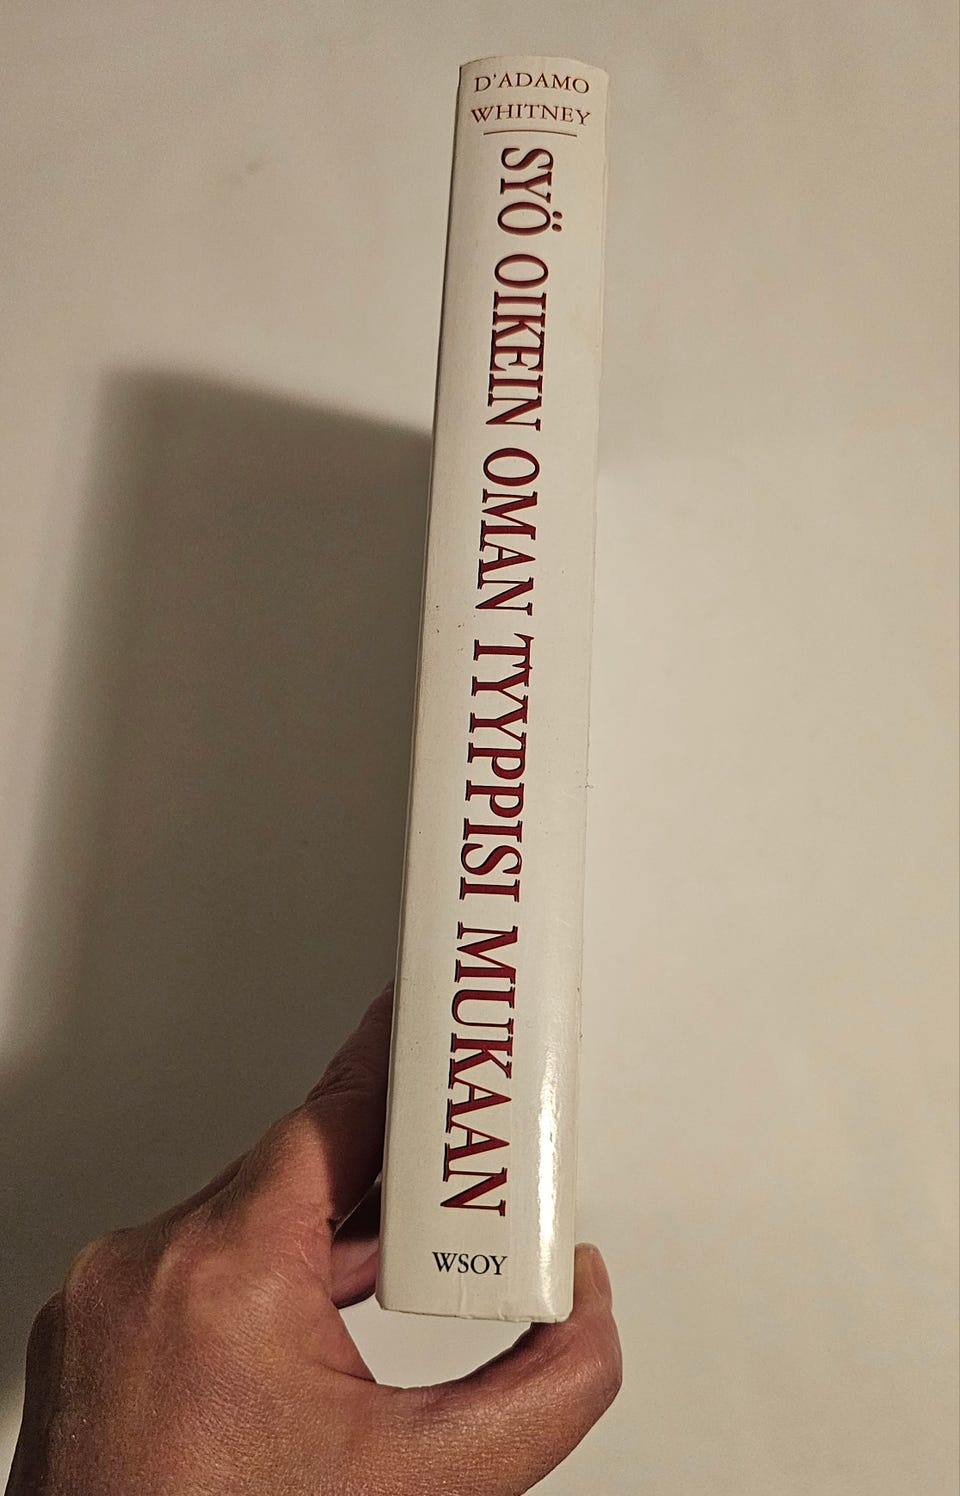 D'ADAMO
WHITNEY
SYÖ OIKEIN OMAN TYYPPISI MUKAAN
WSOY